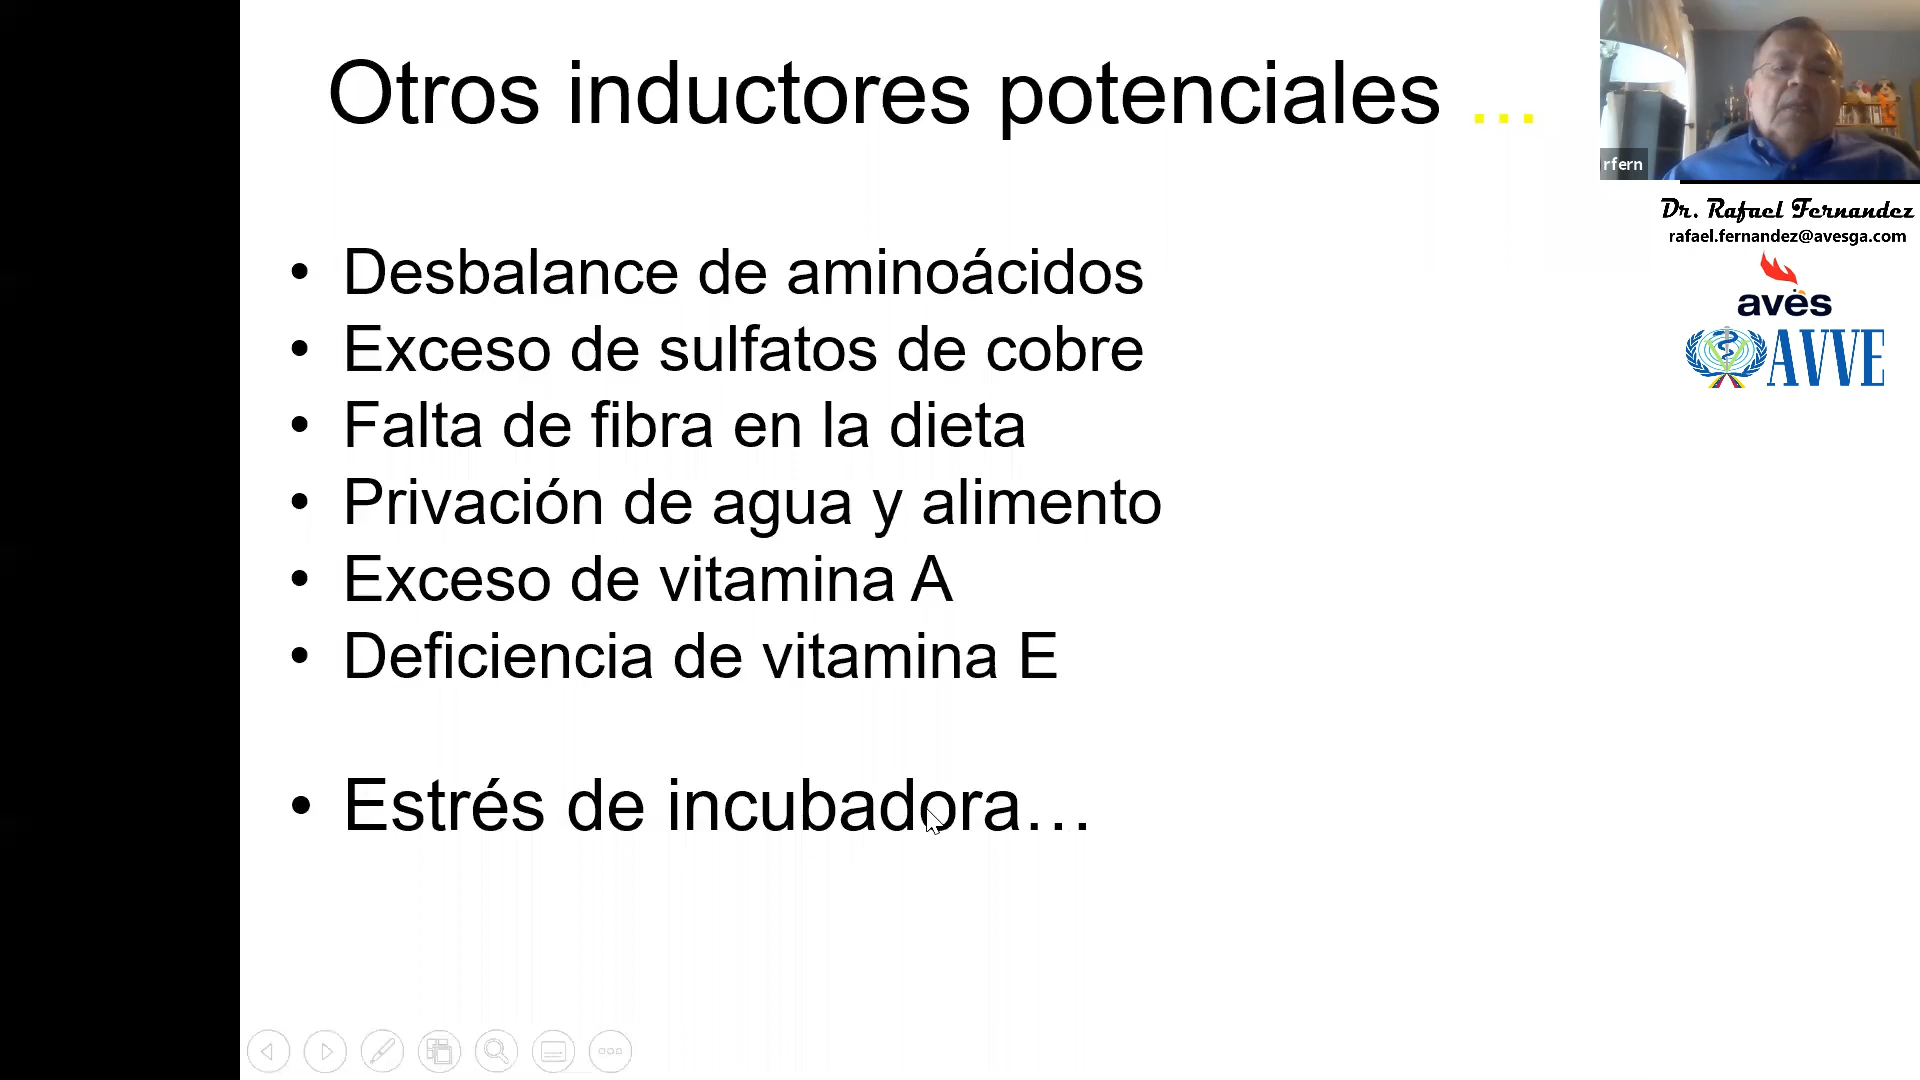 Otros inductores potenciales ...
• Desbalance de aminoácidos
• Exceso de sulfatos de cobre
• Falta de fibra en la dieta
• Privación de agua y alimento
• Exceso de vitamina A
• Deficiencia de vitamina E
• Estrés de incubadora…
rfern
Dr. Rafael Fernandez
rafael.fernandez@avesga.com
aves
AVVE